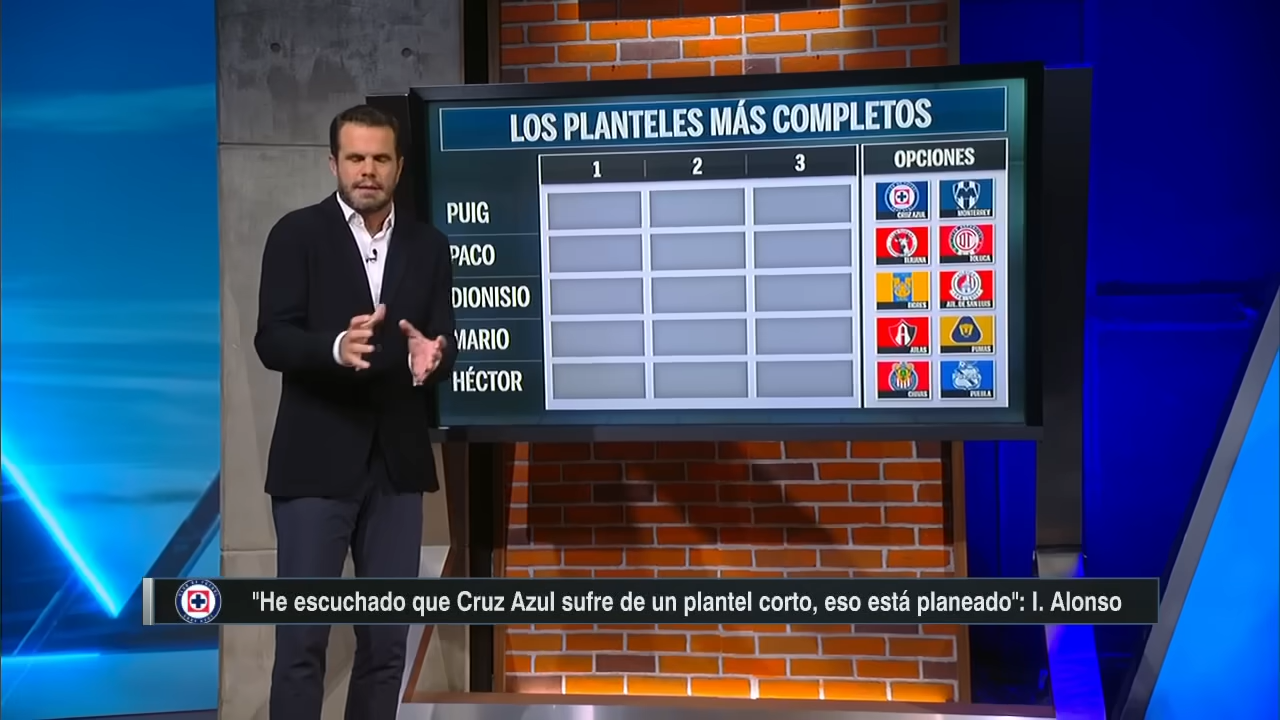 LOS PLANTELES MÁS COMPLETOS
1 2 3 OPCIONES
PUIG
PACO
DIONISIO
MARIO
HÉCTOR
CRUZ AZUL MONTERREY
TIJUANA TOLUCA
TIGRES ATL. DE SAN LUIS
ATLAS PUMAS
CHIVAS PUEBLA
"He escuchado que Cruz Azul sufre de un plantel corto, eso está planeado": I. Alonso